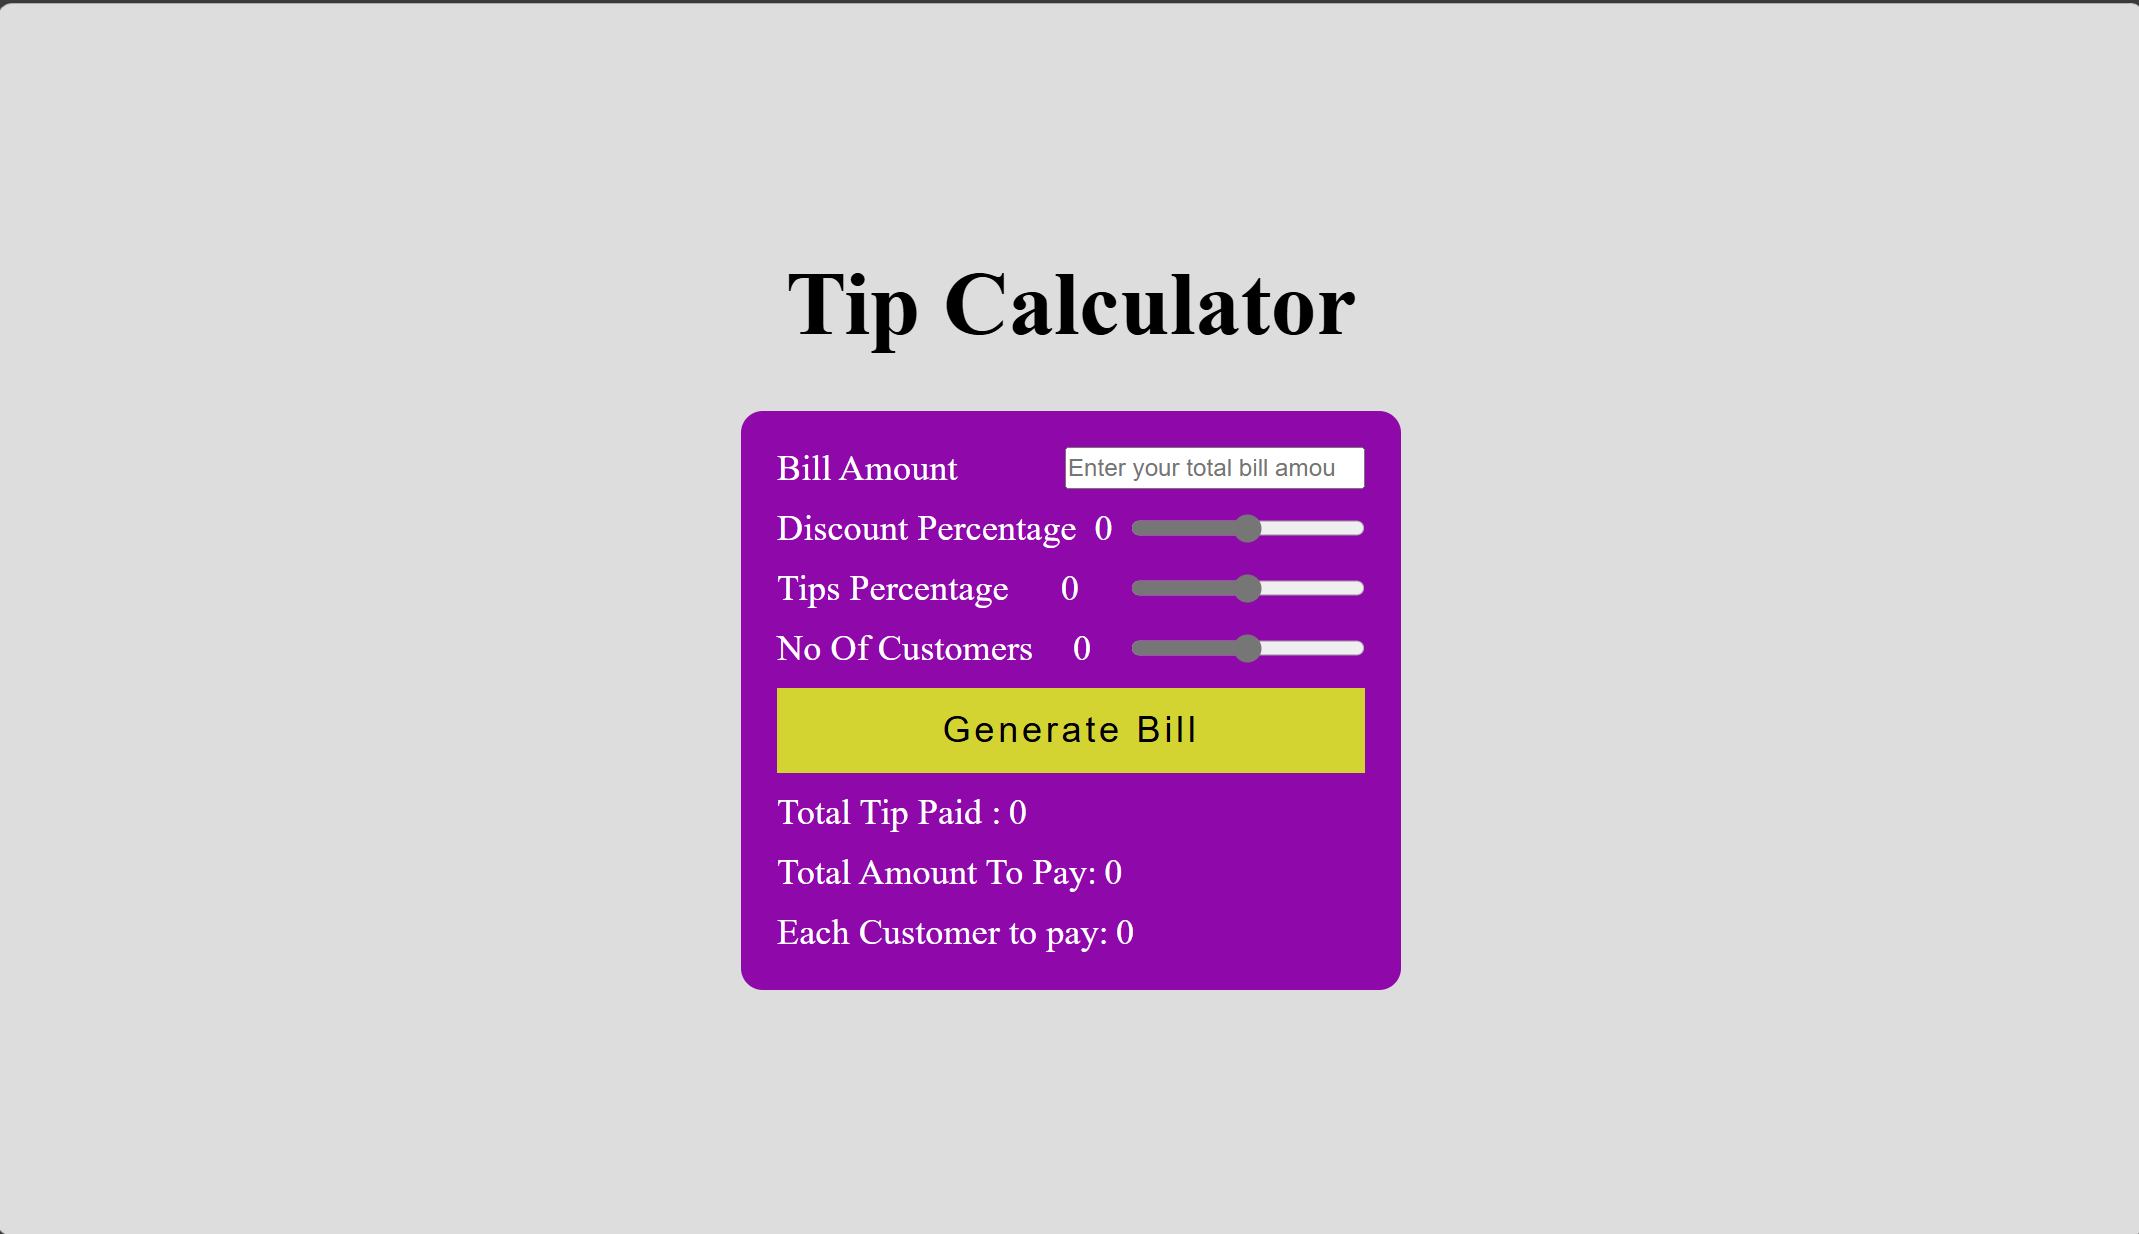 Tip Calculator
Bill Amount Enter your total bill amou
Discount Percentage 0
Tips Percentage 0
No Of Customers 0
Generate Bill
Total Tip Paid : 0
Total Amount To Pay: 0
Each Customer to pay: 0